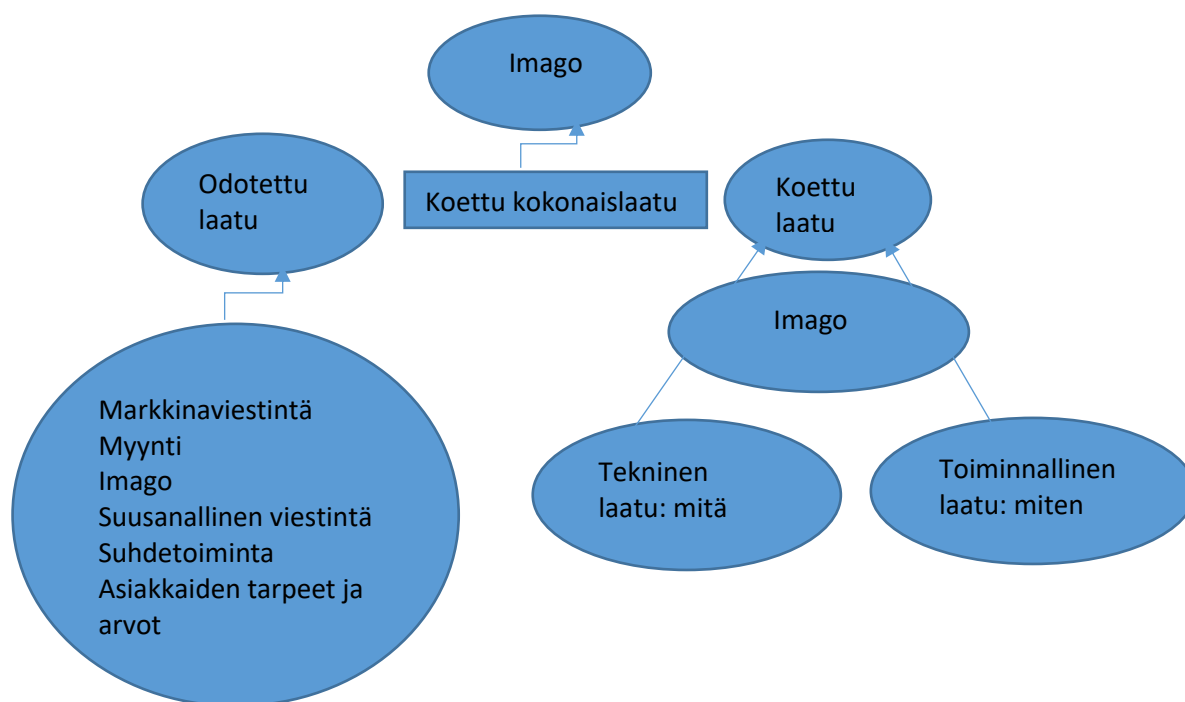 Imago
Odotettu
laatu
Koettu kokonaislaatu
Koettu
laatu
Imago
Markkinaviestintä
Myynti
Imago
Suusanallinen viestintä
Suhdetoiminta
Asiakkaiden tarpeet ja
arvot
Tekninen
laatu: mitä
Toiminnallinen
laatu: miten